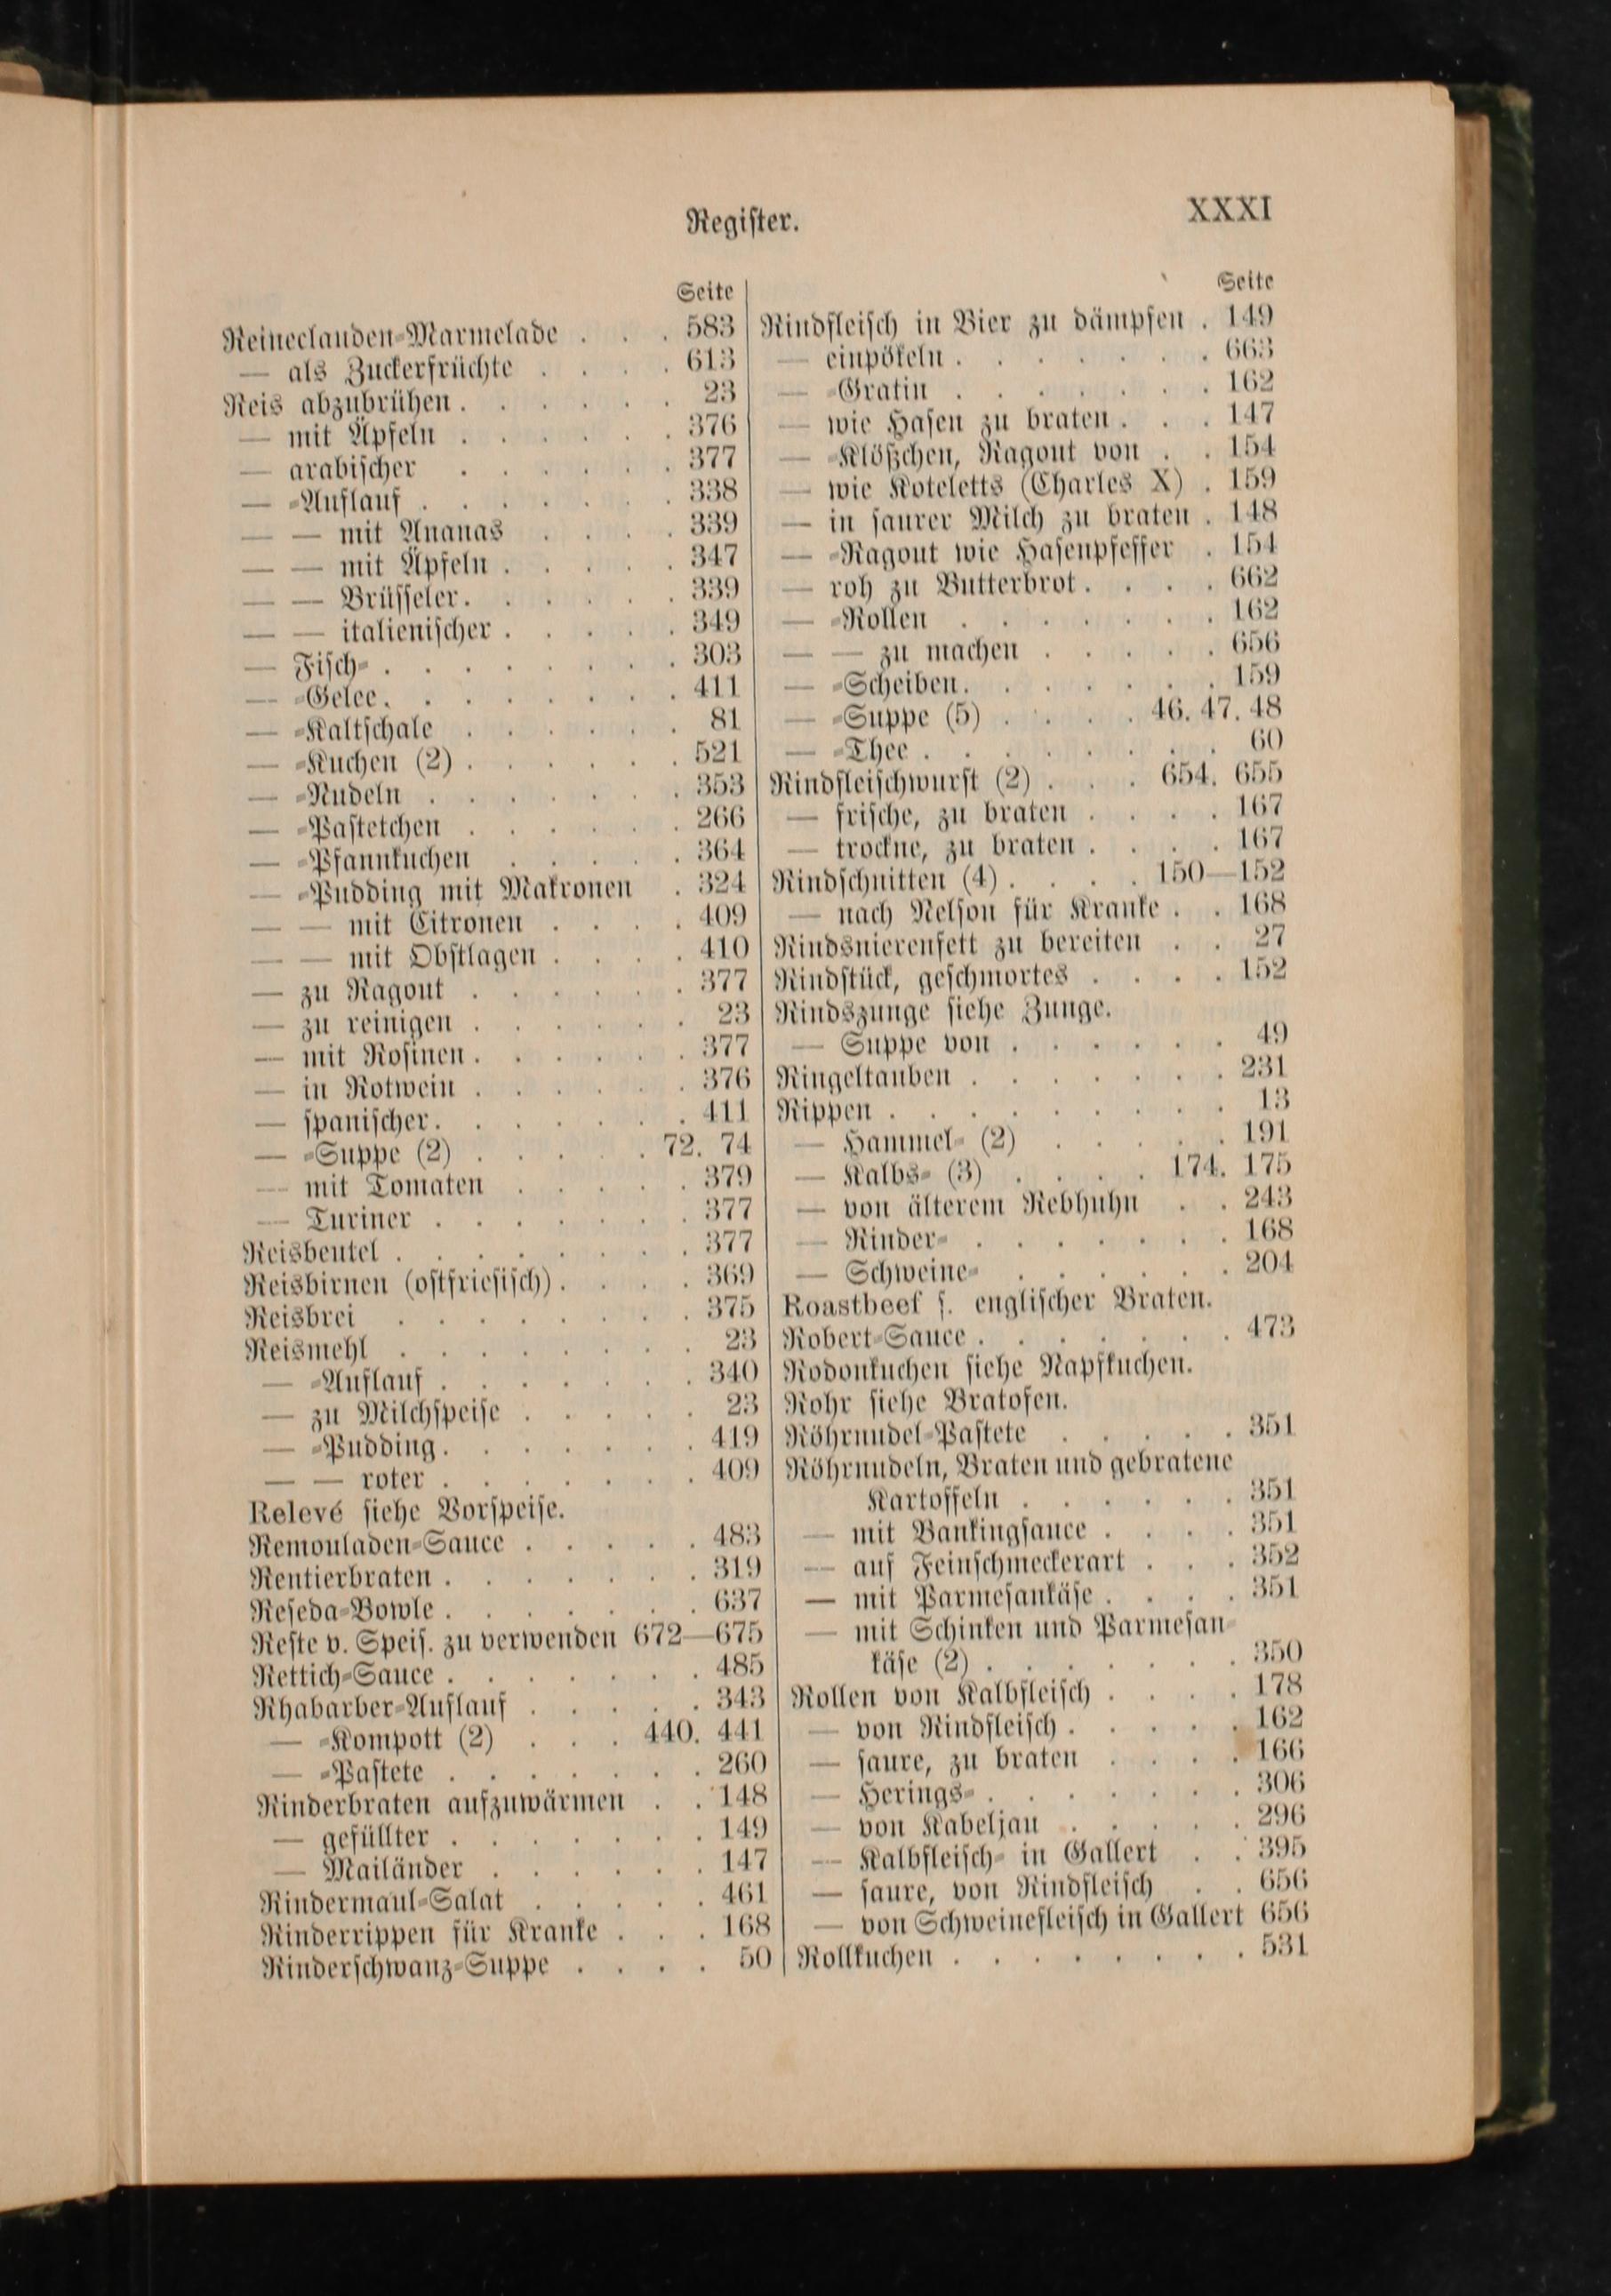 Register.
XXXI
Seite
Reineclauden-Marmelade . . . 583
— als Zuckerfrüchte . . . . 613
Reis abzubrühen . . . . . . 23
— mit Äpfeln . . . . . . 376
— arabischer . . . . . . 377
— -Auflauf . . . . . . . 338
— — mit Ananas . . . . 339
— — mit Äpfeln . . . . . 347
— — Brüsseler . . . . . . 339
— — italienischer . . . . . 349
— Fisch- . . . . . . . . 303
— -Gelee . . . . . . . . 411
— -Kaltschale . . . . . . 81
— -Kuchen (2) . . . . . . 521
— -Nudeln . . . . . . . 353
— -Pastetchen . . . . . . 266
— -Pfannkuchen . . . . . 364
— -Pudding mit Makronen . 324
— — mit Citronen . . . . 409
— — mit Obstlagen . . . . 410
— zu Ragout . . . . . . 377
— zu reinigen . . . . . . 23
— mit Rosinen . . . . . . 377
— in Rotwein . . . . . . 376
— spanischer . . . . . . . 411
— -Suppe (2) . . . . . 72. 74
— mit Tomaten . . . . . 379
— Turiner . . . . . . . 377
Reisbeutel . . . . . . . . 377
Reisbirnen (ostfriesisch) . . . . 369
Reisbrei . . . . . . . . 375
Reismehl . . . . . . . . 23
— -Auflauf . . . . . . . 340
— zu Milchspeise . . . . . 23
— -Pudding . . . . . . . 419
— — roter . . . . . . . 409
Relevé siehe Vorspeise.
Remouladen-Sauce . . . . . 483
Rentierbraten . . . . . . . 319
Reseda-Bowle . . . . . . . 637
Reste v. Speis. zu verwenden 672—675
Rettich-Sauce . . . . . . . 485
Rhabarber-Auflauf . . . . . 343
— -Kompott (2) . . . 440. 441
— -Pastete . . . . . . . 260
Rinderbraten aufzuwärmen . . 148
— gefüllter . . . . . . . 149
— Mailänder . . . . . . 147
Rindermaul-Salat . . . . . 461
Rinderrippen für Kranke . . . 168
Rinderschwanz-Suppe . . . . 50
Seite
Rindfleisch in Bier zu dämpfen . 149
— einpökeln . . . . . . . 663
— -Gratin . . . . . . . 162
— wie Hasen zu braten . . . 147
— -Klößchen, Ragout von . . 154
— wie Koteletts (Charles X) . 159
— in saurer Milch zu braten . 148
— -Ragout wie Hasenpfeffer . 154
— roh zu Butterbrot . . . . 662
— -Rollen . . . . . . . 162
— — zu machen . . . . . 656
— -Scheiben . . . . . . . 159
— -Suppe (5) . . . . 46. 47. 48
— -Thee . . . . . . . . 60
Rindfleischwurst (2) . . . 654. 655
— frische, zu braten . . . . 167
— trockne, zu braten . . . . 167
Rindschnitten (4) . . . . 150—152
— nach Nelson für Kranke . . 168
Rindsnierenfett zu bereiten . . 27
Rindstück, geschmortes . . . . 152
Rindszunge siehe Zunge.
— Suppe von . . . . . . 49
Ringeltauben . . . . . . . 231
Rippen . . . . . . . . . 13
— Hammel- (2) . . . . . 191
— Kalbs- (3) . . . . 174. 175
— von älterem Rebhuhn . . 243
— Rinder- . . . . . . . 168
— Schweine- . . . . . . 204
Roastbeef s. englischer Braten.
Robert-Sauce . . . . . . . 473
Rodonkuchen siehe Napfkuchen.
Rohr siehe Bratofen.
Röhrnudel-Pastete . . . . . 351
Röhrnudeln, Braten und gebratene
Kartoffeln . . . . . . 351
— mit Bankingsauce . . . . 351
— auf Feinschmeckerart . . . 352
— mit Parmesankäse . . . . 351
— mit Schinken und Parmesan-
käse (2) . . . . . . . 350
Rollen von Kalbfleisch . . . . 178
— von Rindfleisch . . . . . 162
— saure, zu braten . . . . 166
— Herings- . . . . . . . 306
— von Kabeljau . . . . . 296
— Kalbfleisch- in Gallert . . 395
— saure, von Rindfleisch . . 656
— von Schweinefleisch in Gallert 656
Rollkuchen . . . . . . . . 531